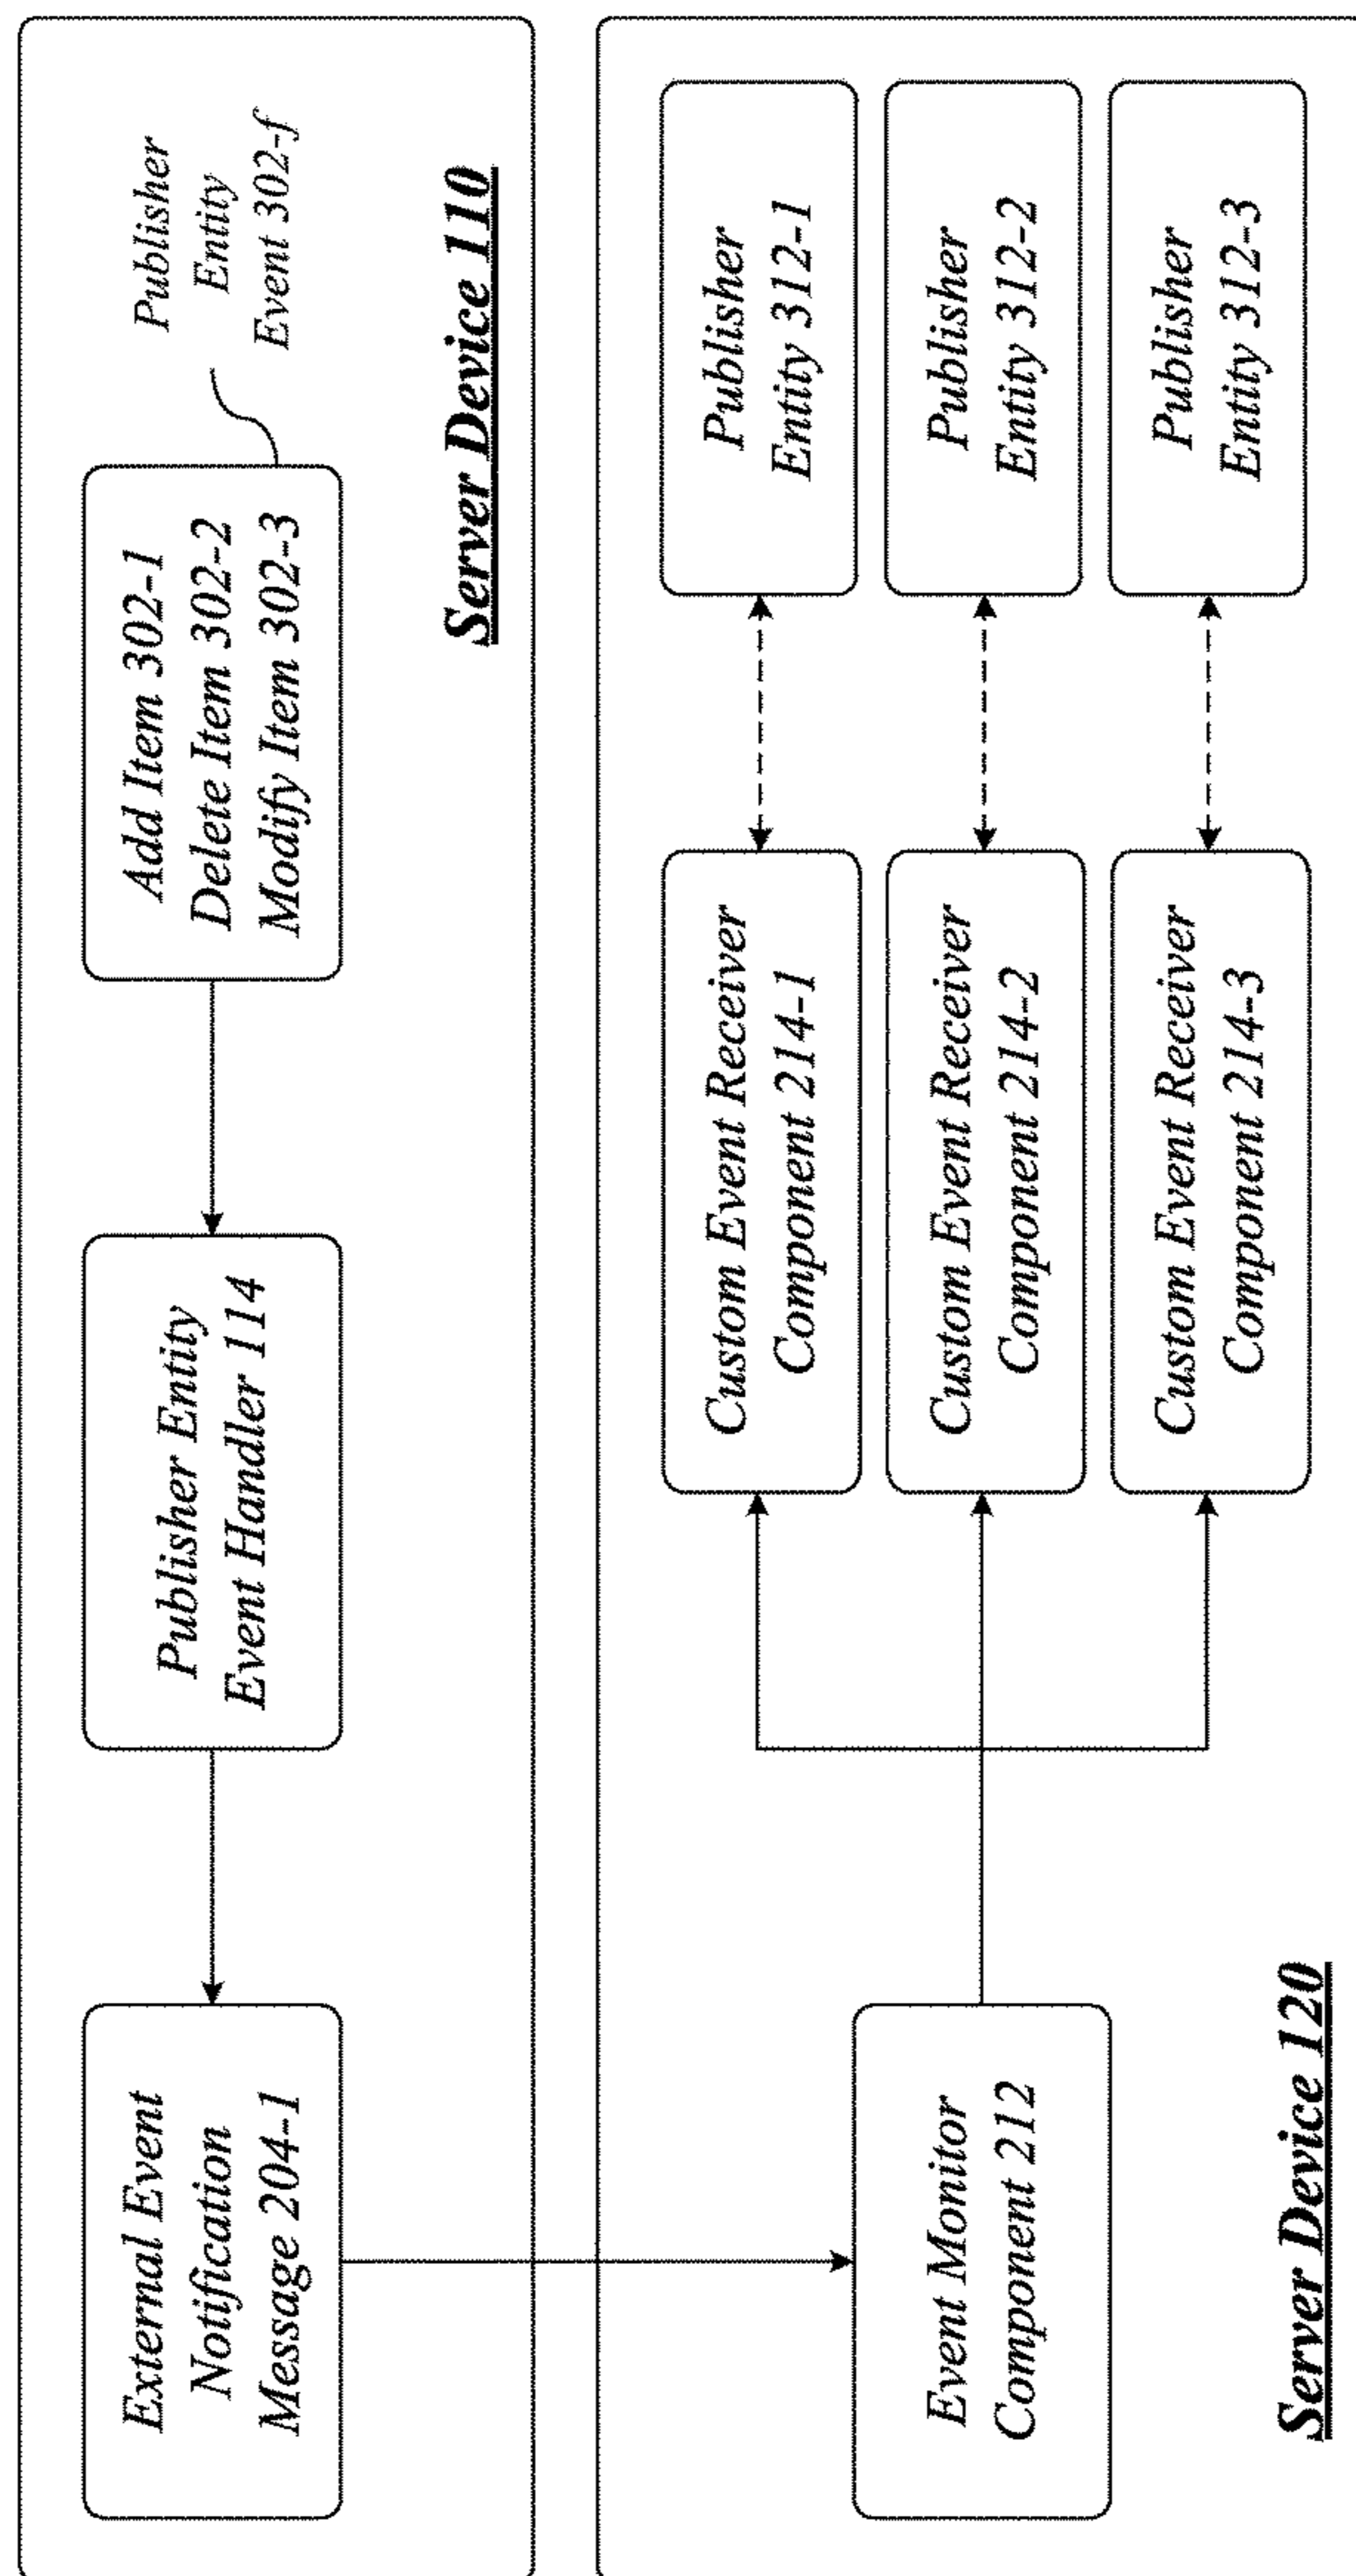 External Event
Notification
Message 204-1
Publisher Entity
Event Handler 114
Add Item 302-1
Delete Item 302-2
Modify Item 302-3
Publisher
Entity
Event 302-f
Server Device 110
Event Monitor
Component 212
Custom Event Receiver
Component 214-1
Custom Event Receiver
Component 214-2
Custom Event Receiver
Component 214-3
Publisher
Entity 312-1
Publisher
Entity 312-2
Publisher
Entity 312-3
Server Device 120